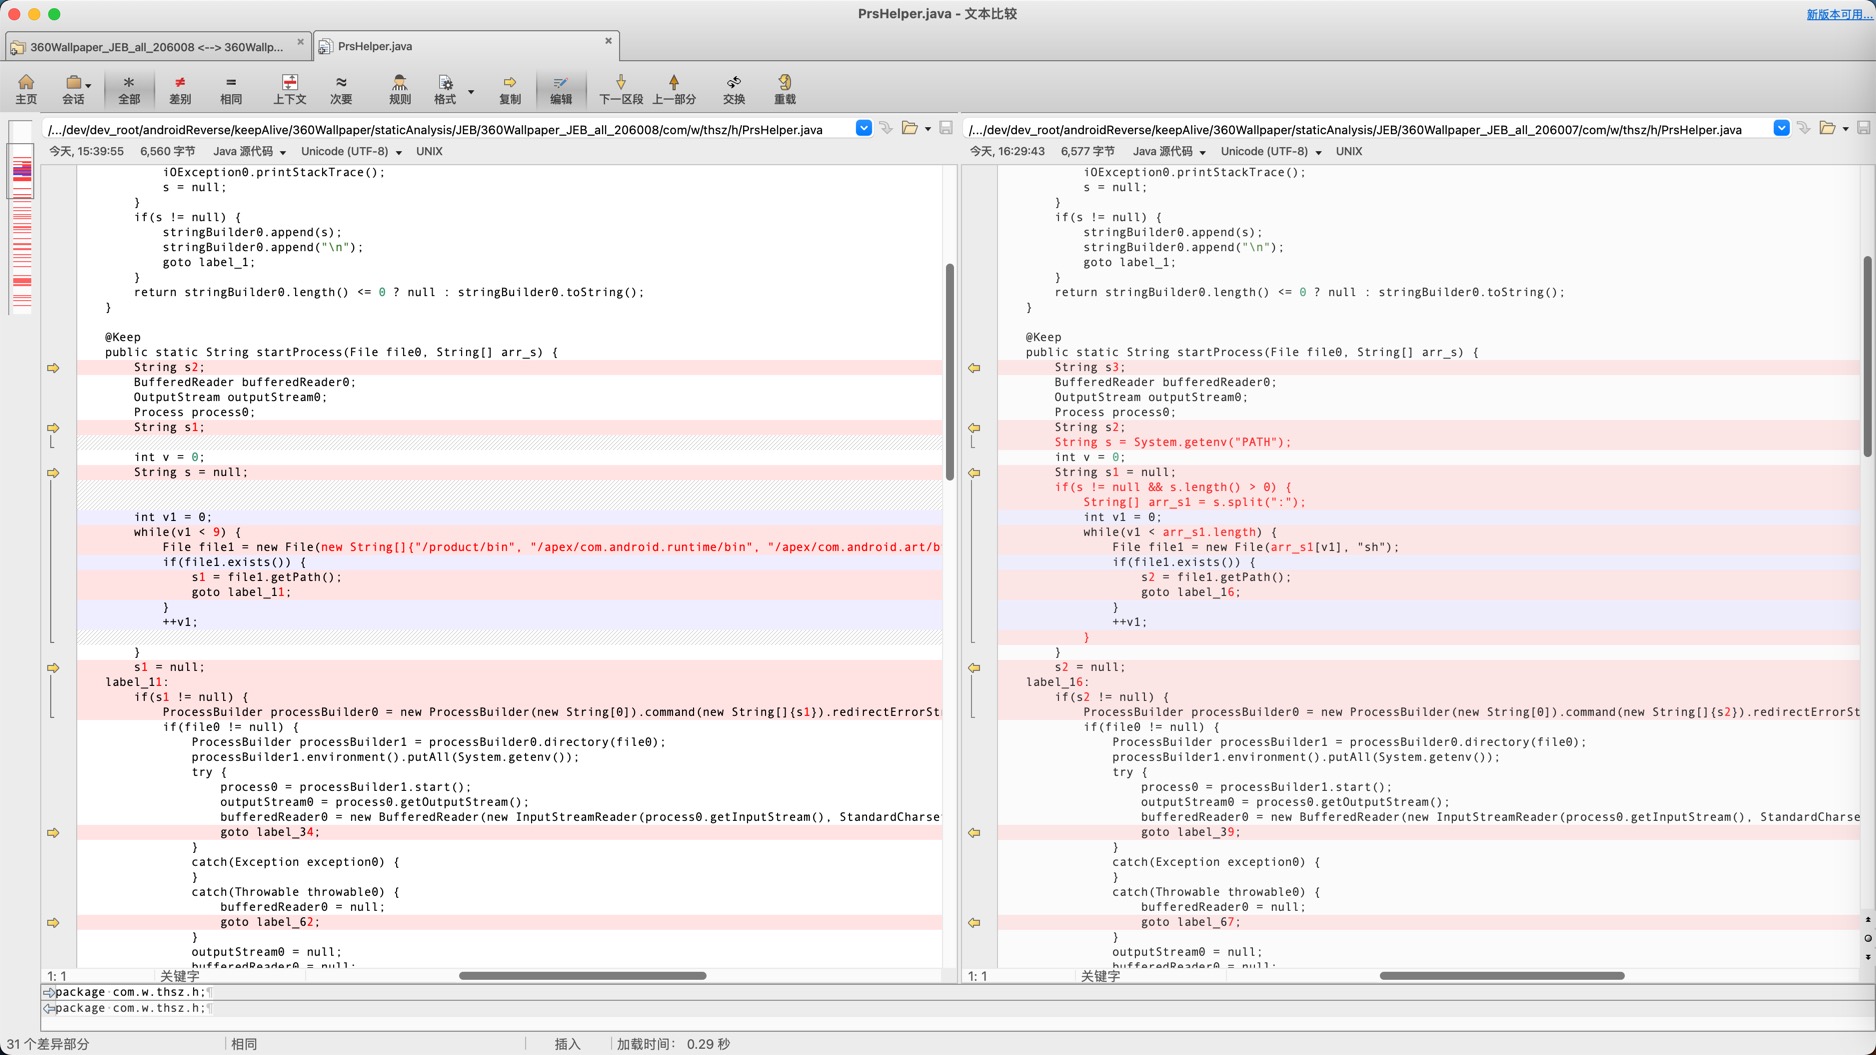 PrsHelper.java - 文本比较
新版本可用...
360Wallpaper_JEB_all_206008 <--> 360Wallp...
PrsHelper.java
主页 会话 全部 差别 相同 上下文 次要 规则 格式 复制 编辑 下一区段 上一部分 交换 重载
/.../dev/dev_root/androidReverse/keepAlive/360Wallpaper/staticAnalysis/JEB/360Wallpaper_JEB_all_206008/com/w/thsz/h/PrsHelper.java
今天, 15:39:55 6,560 字节 Java 源代码 Unicode (UTF-8) UNIX
iOException0.printStackTrace();
s = null;
}
if(s != null) {
stringBuilder0.append(s);
stringBuilder0.append("\n");
goto label_1;
}
return stringBuilder0.length() <= 0 ? null : stringBuilder0.toString();
}
@Keep
public static String startProcess(File file0, String[] arr_s) {
String s2;
BufferedReader bufferedReader0;
OutputStream outputStream0;
Process process0;
String s1;
int v = 0;
String s = null;
int v1 = 0;
while(v1 < 9) {
File file1 = new File(new String[]{"/product/bin", "/apex/com.android.runtime/bin", "/apex/com.android.art/b
if(file1.exists()) {
s1 = file1.getPath();
goto label_11;
}
++v1;
}
s1 = null;
label_11:
if(s1 != null) {
ProcessBuilder processBuilder0 = new ProcessBuilder(new String[0]).command(new String[]{s1}).redirectErrorSt
if(file0 != null) {
ProcessBuilder processBuilder1 = processBuilder0.directory(file0);
processBuilder1.environment().putAll(System.getenv());
try {
process0 = processBuilder1.start();
outputStream0 = process0.getOutputStream();
bufferedReader0 = new BufferedReader(new InputStreamReader(process0.getInputStream(), StandardCharse
goto label_34;
}
catch(Exception exception0) {
}
catch(Throwable throwable0) {
bufferedReader0 = null;
goto label_62;
}
outputStream0 = null;
bufferedReader0 = null;
1: 1 关键字
/.../dev/dev_root/androidReverse/keepAlive/360Wallpaper/staticAnalysis/JEB/360Wallpaper_JEB_all_206007/com/w/thsz/h/PrsHelper.java
今天, 16:29:43 6,577 字节 Java 源代码 Unicode (UTF-8) UNIX
iOException0.printStackTrace();
s = null;
}
if(s != null) {
stringBuilder0.append(s);
stringBuilder0.append("\n");
goto label_1;
}
return stringBuilder0.length() <= 0 ? null : stringBuilder0.toString();
}
@Keep
public static String startProcess(File file0, String[] arr_s) {
String s3;
BufferedReader bufferedReader0;
OutputStream outputStream0;
Process process0;
String s2;
String s = System.getenv("PATH");
int v = 0;
String s1 = null;
if(s != null && s.length() > 0) {
String[] arr_s1 = s.split(":");
int v1 = 0;
while(v1 < arr_s1.length) {
File file1 = new File(arr_s1[v1], "sh");
if(file1.exists()) {
s2 = file1.getPath();
goto label_16;
}
++v1;
}
}
s2 = null;
label_16:
if(s2 != null) {
ProcessBuilder processBuilder0 = new ProcessBuilder(new String[0]).command(new String[]{s2}).redirectErrorSt
if(file0 != null) {
ProcessBuilder processBuilder1 = processBuilder0.directory(file0);
processBuilder1.environment().putAll(System.getenv());
try {
process0 = processBuilder1.start();
outputStream0 = process0.getOutputStream();
bufferedReader0 = new BufferedReader(new InputStreamReader(process0.getInputStream(), StandardCharse
goto label_39;
}
catch(Exception exception0) {
}
catch(Throwable throwable0) {
bufferedReader0 = null;
goto label_67;
}
outputStream0 = null;
bufferedReader0 = null;
1: 1 关键字
package·com.w.thsz.h;¶
package·com.w.thsz.h;¶
31 个差异部分 相同 插入 加载时间： 0.29 秒